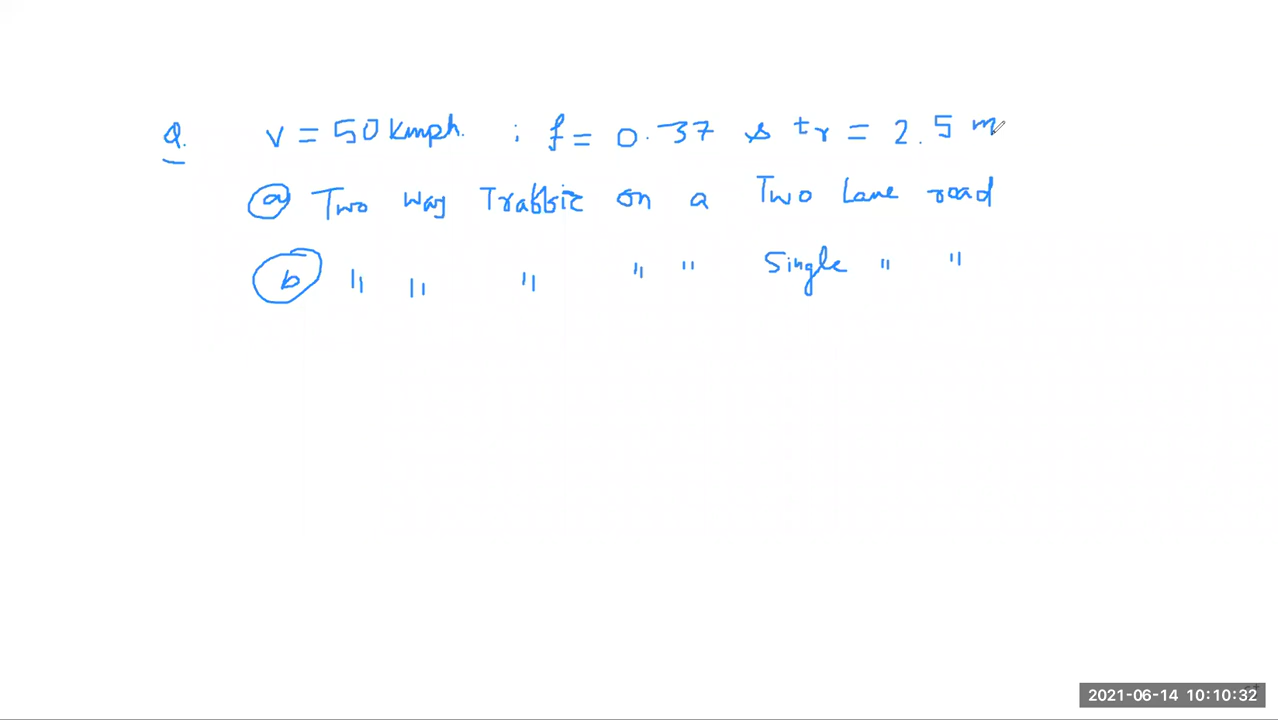 Q. v = 50 kmph. ; f = 0.37 & tr = 2.5 m
(a) Two way Traffic on a Two Lane road
(b) " " " " " Single " "
2021-06-14 10:10:32